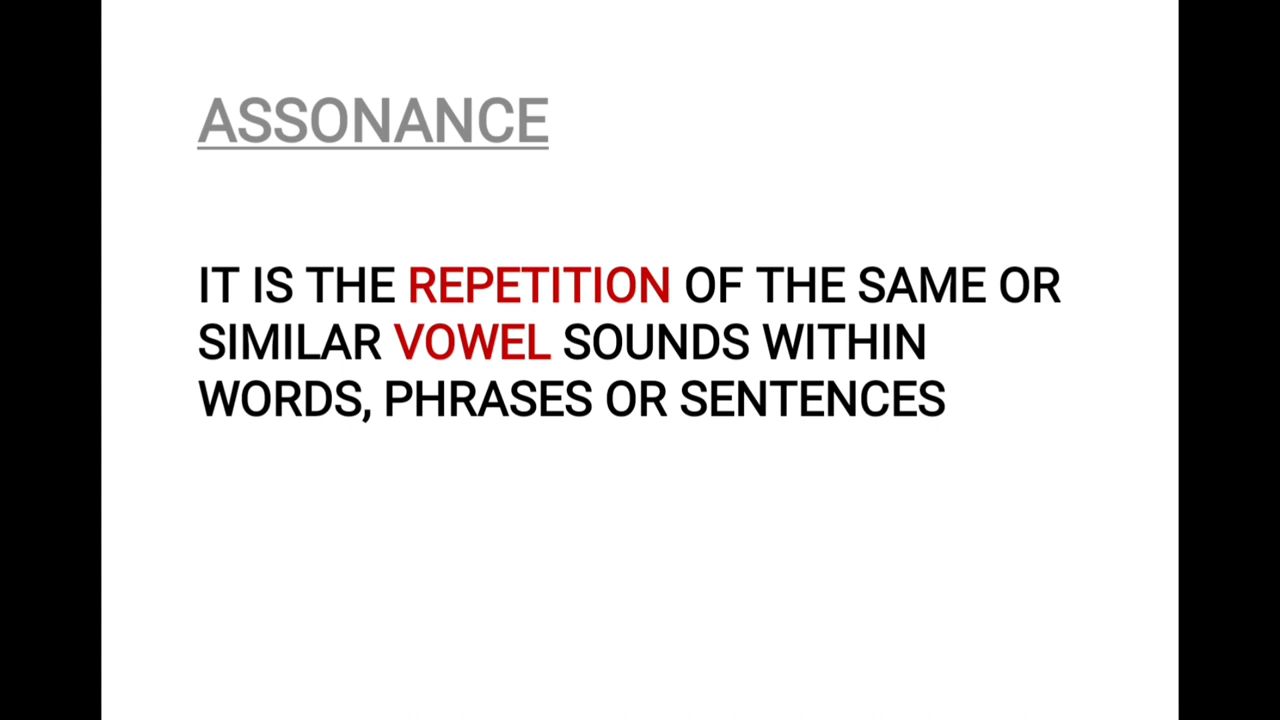 ASSONANCE
IT IS THE REPETITION OF THE SAME OR
SIMILAR VOWEL SOUNDS WITHIN
WORDS, PHRASES OR SENTENCES